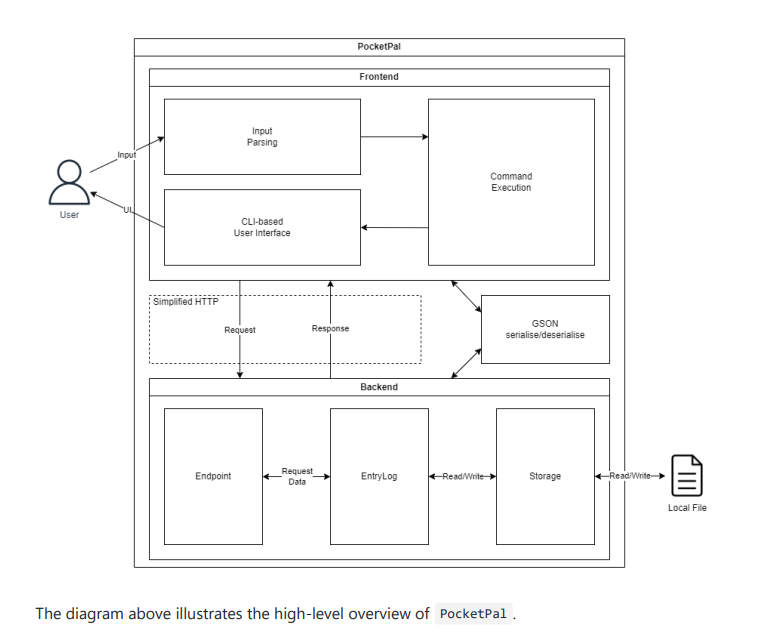 PocketPal
Frontend
Input
Parsing
Command
Execution
Input
User
UI
CLI-based
User Interface
Simplified HTTP
Request
Response
GSON
serialise/deserialise
Backend
Endpoint
Request
Data
EntryLog
Read/Write
Storage
Read/Write
Local File
The diagram above illustrates the high-level overview of PocketPal .